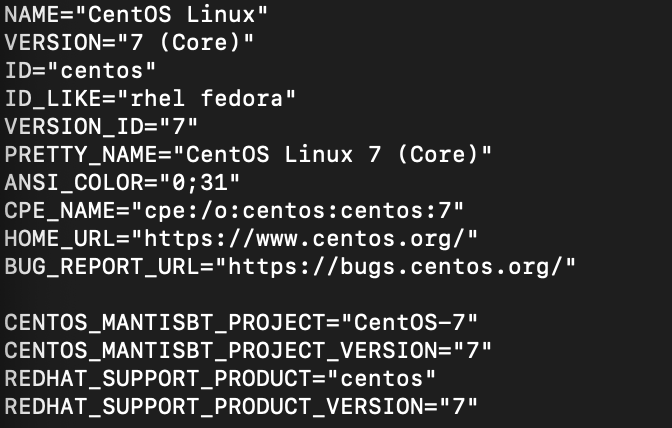 NAME="CentOS Linux"
VERSION="7 (Core)"
ID="centos"
ID_LIKE="rhel fedora"
VERSION_ID="7"
PRETTY_NAME="CentOS Linux 7 (Core)"
ANSI_COLOR="0;31"
CPE_NAME="cpe:/o:centos:centos:7"
HOME_URL="https://www.centos.org/"
BUG_REPORT_URL="https://bugs.centos.org/"

CENTOS_MANTISBT_PROJECT="CentOS-7"
CENTOS_MANTISBT_PROJECT_VERSION="7"
REDHAT_SUPPORT_PRODUCT="centos"
REDHAT_SUPPORT_PRODUCT_VERSION="7"